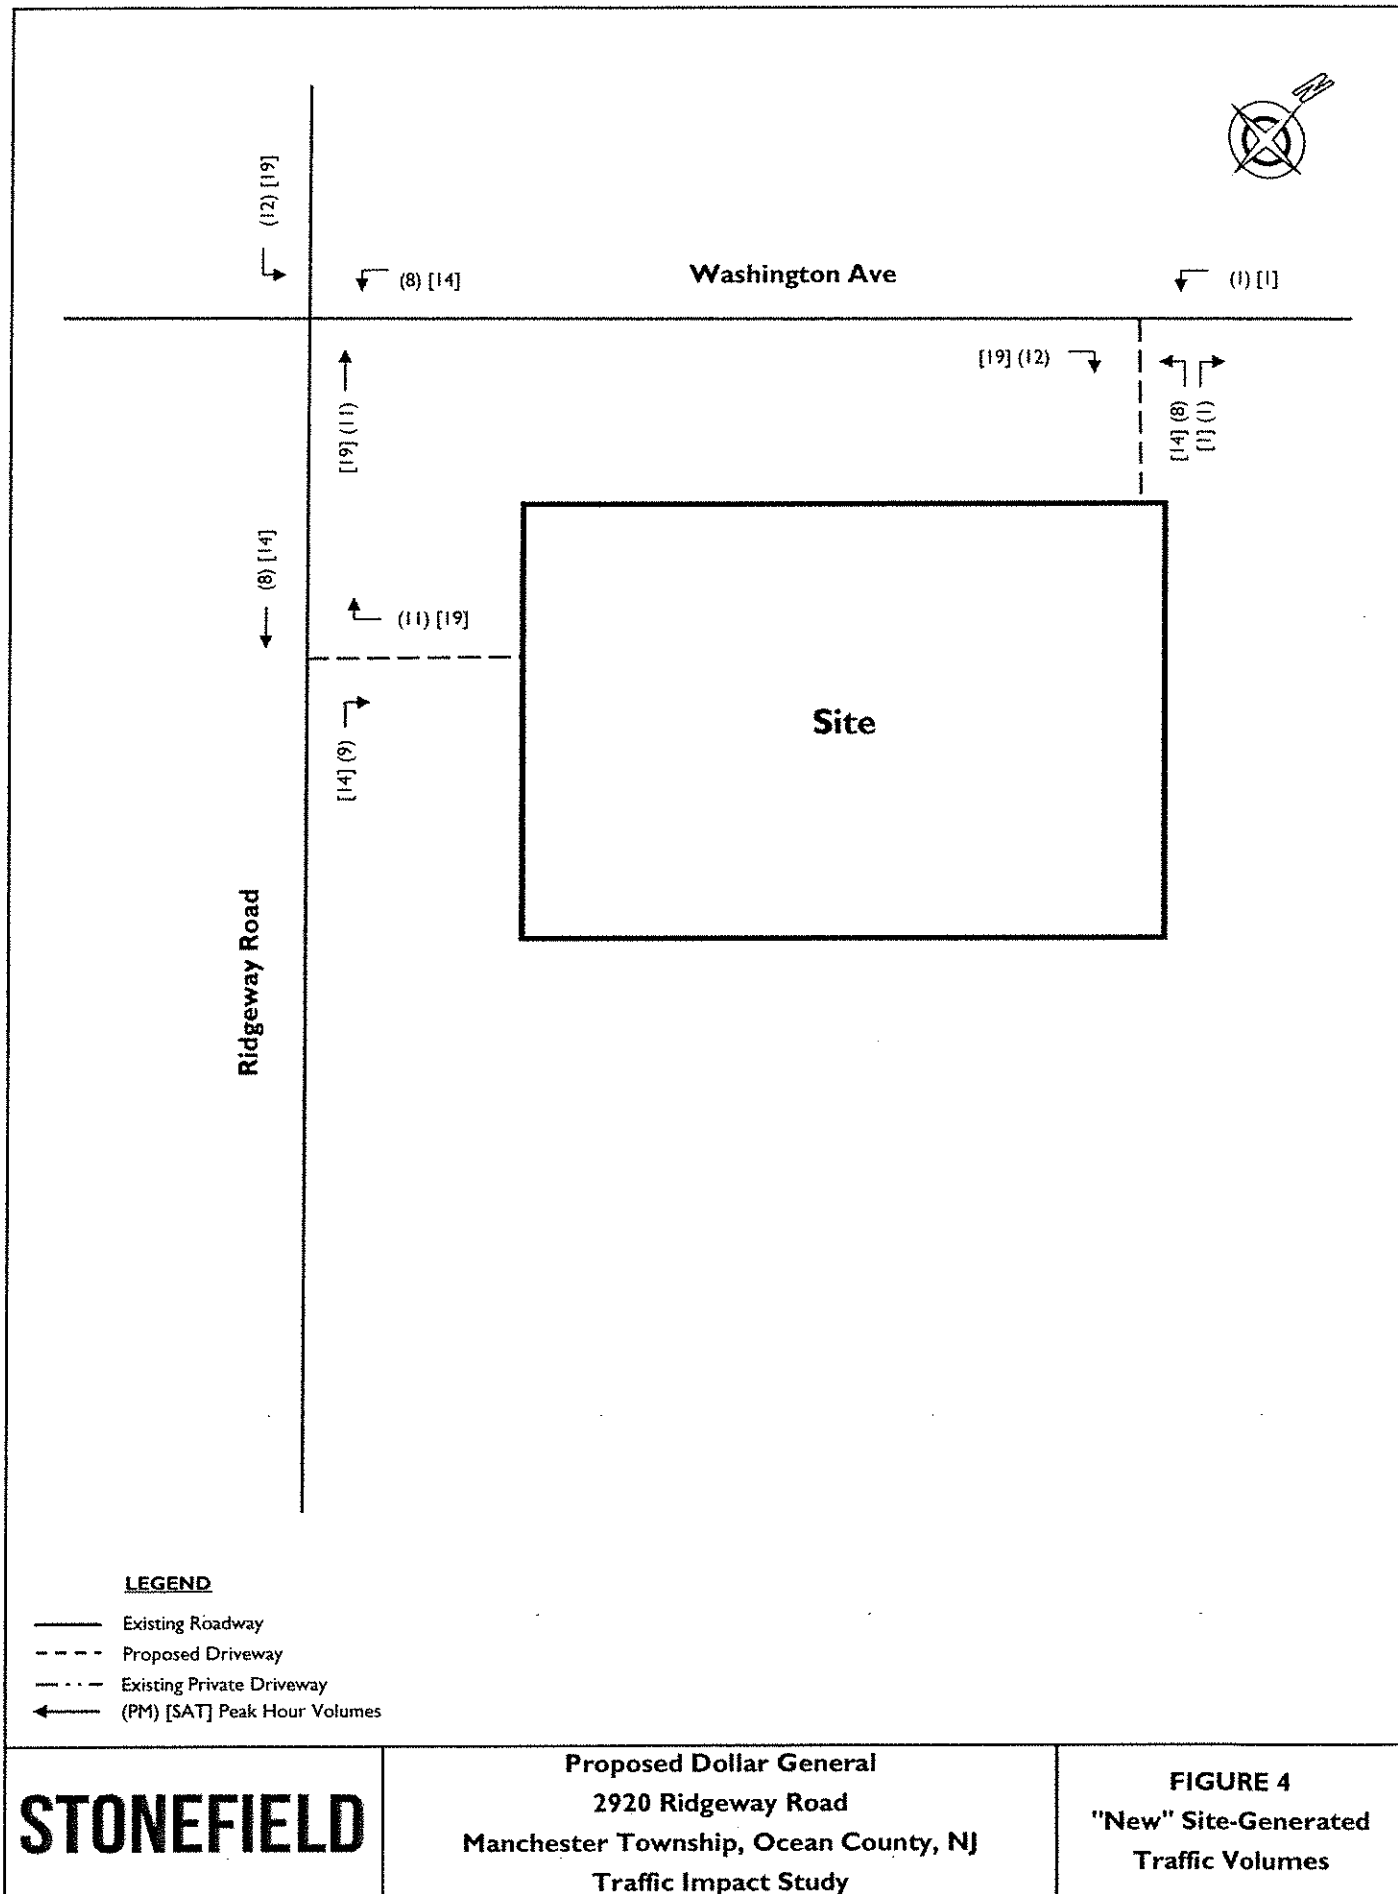 N
(12) [19]
(8) [14]
Washington Ave
(1) [1]
[19] (12)
[14] (8)
[1] (1)
[19] (11)
(8) [14]
(11) [19]
[14] (9)
Site
Ridgeway Road
LEGEND
Existing Roadway
Proposed Driveway
Existing Private Driveway
(PM) [SAT] Peak Hour Volumes
STONEFIELD
Proposed Dollar General
2920 Ridgeway Road
Manchester Township, Ocean County, NJ
Traffic Impact Study
FIGURE 4
"New" Site-Generated
Traffic Volumes